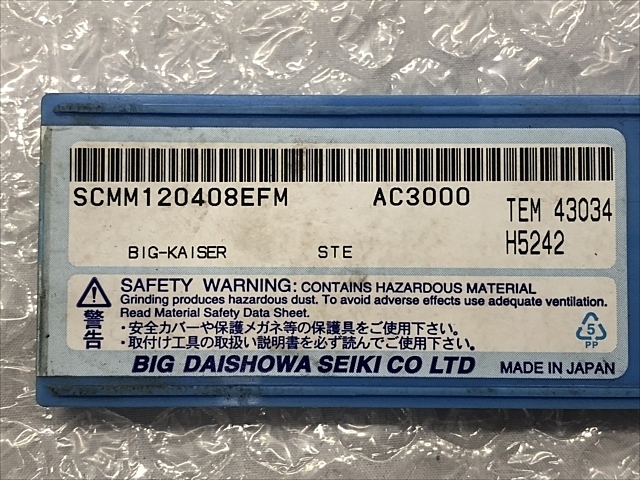 SCMM120408EFM AC3000 TEM 43034
BIG-KAISER STE H5242
SAFETY WARNING: CONTAINS HAZARDOUS MATERIAL
Grinding produces hazardous dust. To avoid adverse effects use adequate ventilation.
Read Material Safety Data Sheet.
警告
・安全カバーや保護メガネ等の保護具をご使用下さい。
・取付け工具の取扱い説明書を必ず読んでご使用下さい。
5
PP
BIG DAISHOWA SEIKI CO LTD MADE IN JAPAN